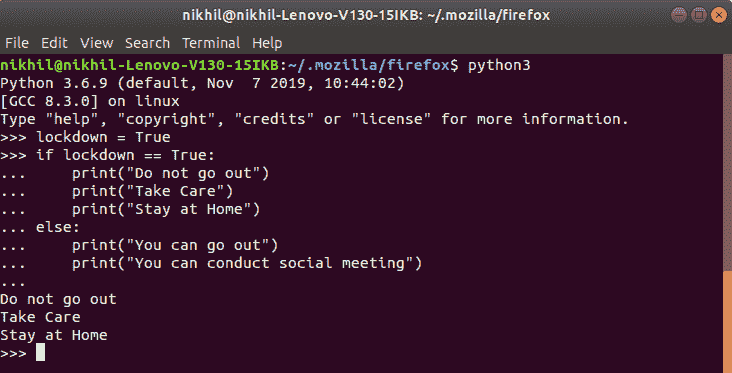 nikhil@nikhil-Lenovo-V130-15IKB: ~/.mozilla/firefox
File Edit View Search Terminal Help
nikhil@nikhil-Lenovo-V130-15IKB:~/.mozilla/firefox$ python3
Python 3.6.9 (default, Nov  7 2019, 10:44:02)
[GCC 8.3.0] on linux
Type "help", "copyright", "credits" or "license" for more information.
>>> lockdown = True
>>> if lockdown == True:
...     print("Do not go out")
...     print("Take Care")
...     print("Stay at Home")
... else:
...     print("You can go out")
...     print("You can conduct social meeting")
...
Do not go out
Take Care
Stay at Home
>>>